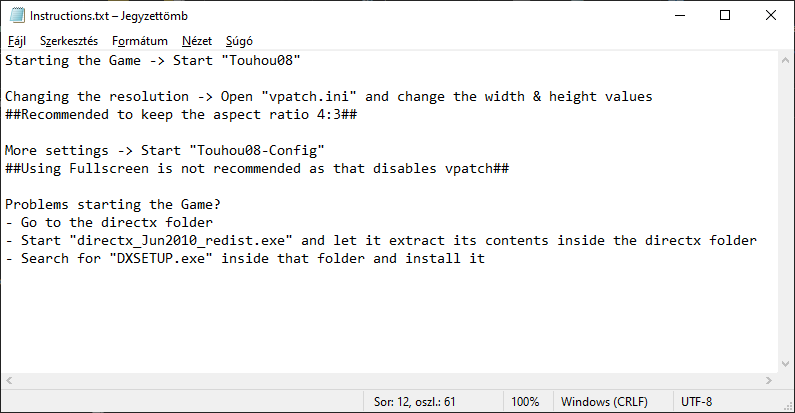 Instructions.txt – Jegyzettömb
Fájl Szerkesztés Formátum Nézet Súgó
Starting the Game -> Start "Touhou08"
Changing the resolution -> Open "vpatch.ini" and change the width & height values
##Recommended to keep the aspect ratio 4:3##
More settings -> Start "Touhou08-Config"
##Using Fullscreen is not recommended as that disables vpatch##
Problems starting the Game?
- Go to the directx folder
- Start "directx_Jun2010_redist.exe" and let it extract its contents inside the directx folder
- Search for "DXSETUP.exe" inside that folder and install it
Sor: 12, oszl.: 61 100% Windows (CRLF) UTF-8